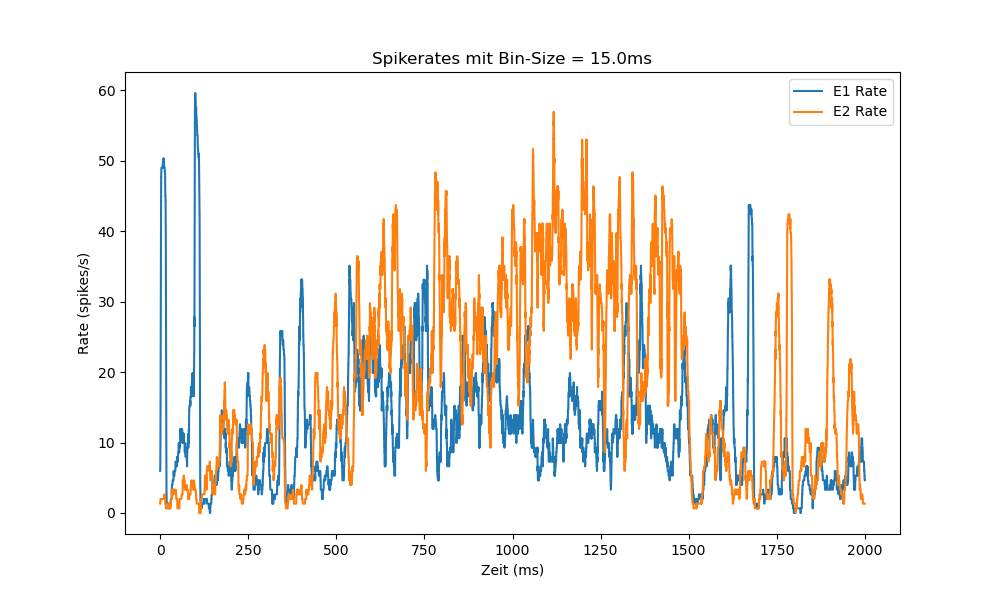 Spikerates mit Bin-Size = 15.0ms
E1 Rate
E2 Rate
60
50
40
30
20
10
0
Rate (spikes/s)
0 250 500 750 1000 1250 1500 1750 2000
Zeit (ms)